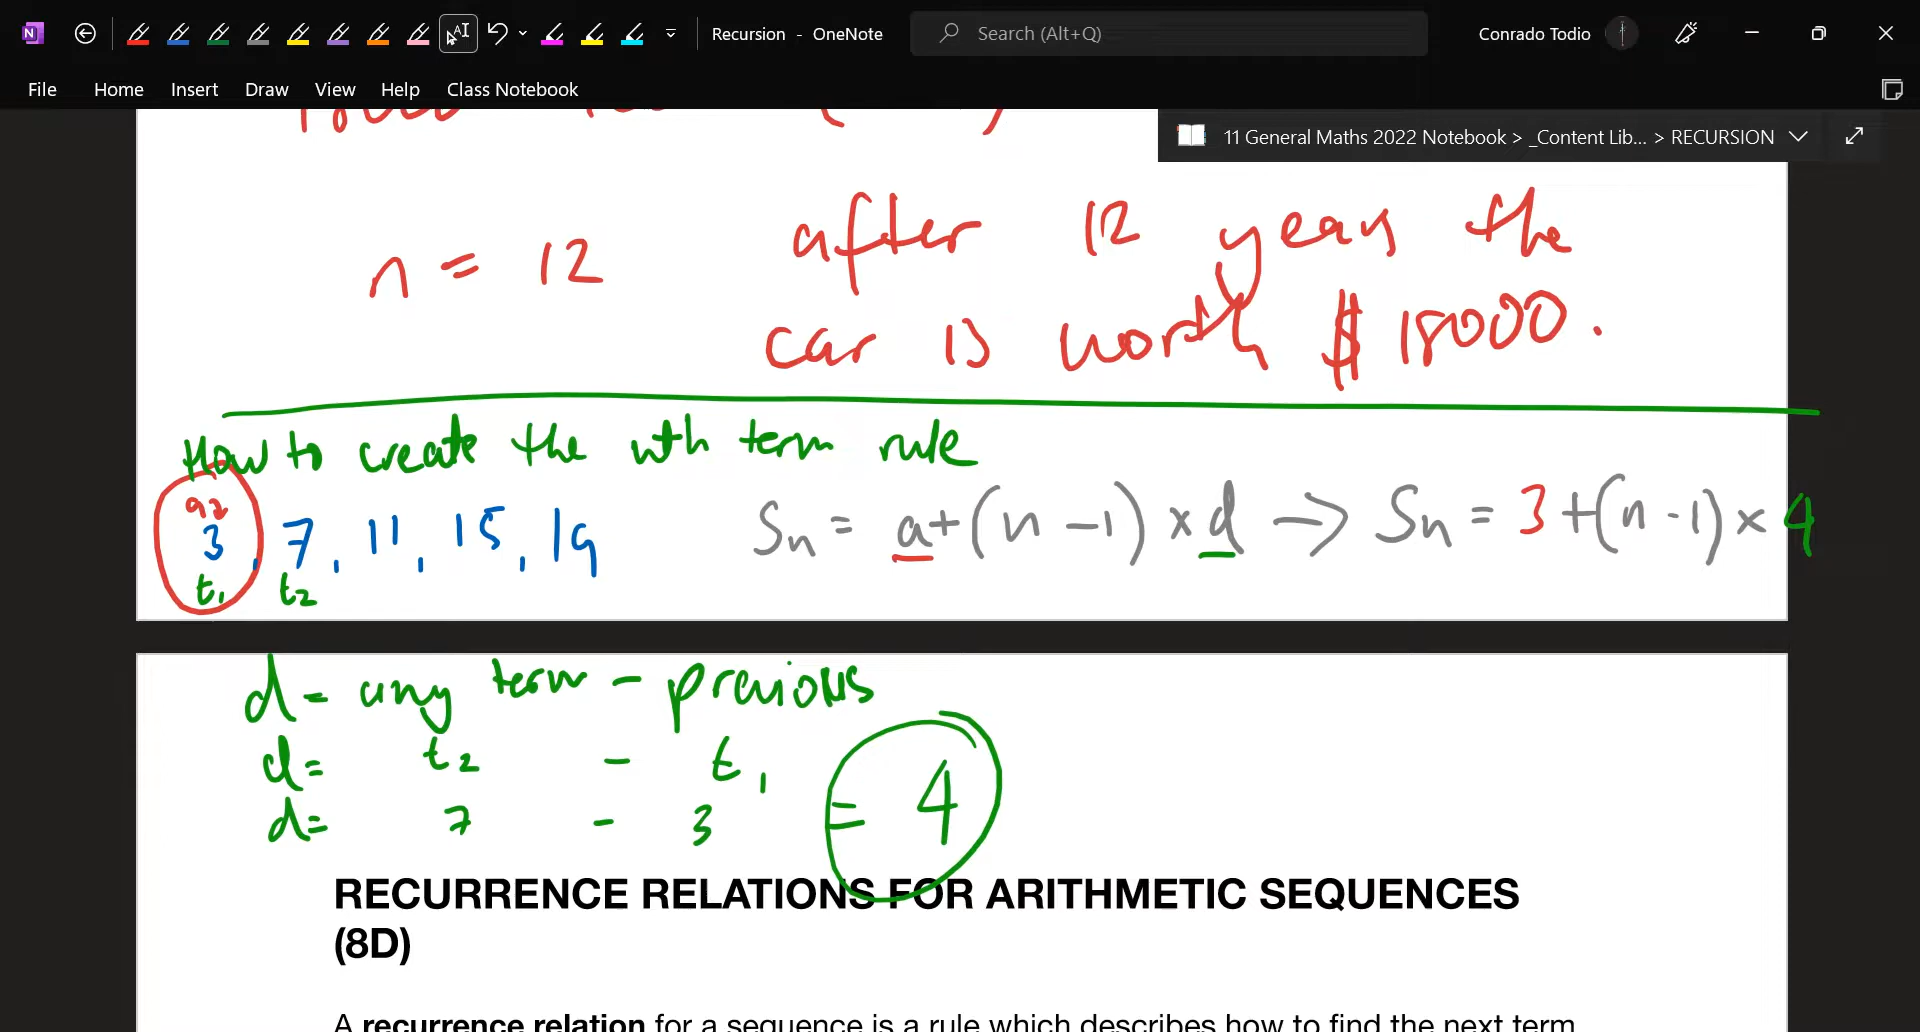 Recursion - OneNote
Search (Alt+Q)
Conrado Todio
File Home Insert Draw View Help Class Notebook
11 General Maths 2022 Notebook > _Content Lib... > RECURSION
n = 12
after 12 years the
car is worth $ 18000.
How to create the nth term rule
a=
3, 7, 11, 15, 19
t1 t2
Sn = a+(n-1) × d → Sn = 3+(n-1) × 4
d= any term - previous
d= t2 - t1
d= 7 - 3 = 4
RECURRENCE RELATIONS FOR ARITHMETIC SEQUENCES
(8D)
A recurrence relation for a sequence is a rule which describes how to find the next term